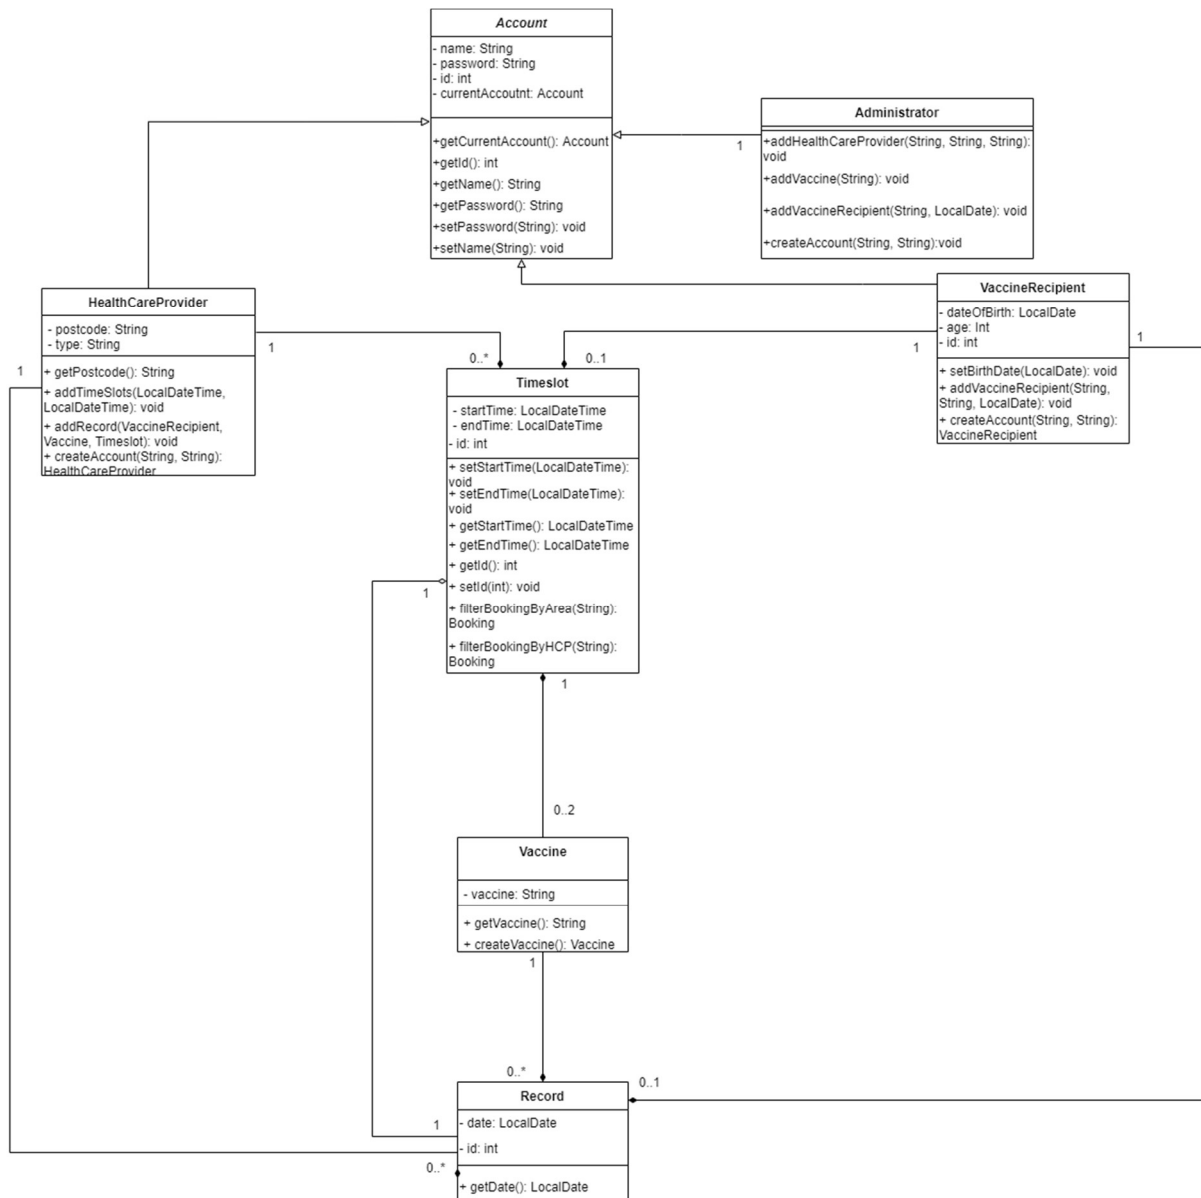 Account
- name: String
- password: String
- id: int
- currentAccoutnt: Account
+getCurrentAccount(): Account
+getId(): int
+getName(): String
+getPassword(): String
+setPassword(String): void
+setName(String): void
Administrator
+addHealthCareProvider(String, String, String):
void
+addVaccine(String): void
+addVaccineRecipient(String, LocalDate): void
+createAccount(String, String):void
1
HealthCareProvider
- postcode: String
- type: String
+ getPostcode(): String
+ addTimeSlots(LocalDateTime,
LocalDateTime): void
+ addRecord(VaccineRecipient,
Vaccine, Timeslot): void
+ createAccount(String, String):
HealthCareProvider
1
1
0..*
VaccineRecipient
- dateOfBirth: LocalDate
- age: Int
- id: int
+ setBirthDate(LocalDate): void
+ addVaccineRecipient(String,
String, LocalDate): void
+ createAccount(String, String):
VaccineRecipient
1
1
0..1
Timeslot
- startTime: LocalDateTime
- endTime: LocalDateTime
- id: int
+ setStartTime(LocalDateTime):
void
+ setEndTime(LocalDateTime):
void
+ getStartTime(): LocalDateTime
+ getEndTime(): LocalDateTime
+ getId(): int
+ setId(int): void
+ filterBookingByArea(String):
Booking
+ filterBookingByHCP(String):
Booking
1
1
0..2
Vaccine
- vaccine: String
+ getVaccine(): String
+ createVaccine(): Vaccine
1
0..*
0..1
Record
- date: LocalDate
- id: int
+ getDate(): LocalDate
1
0..*